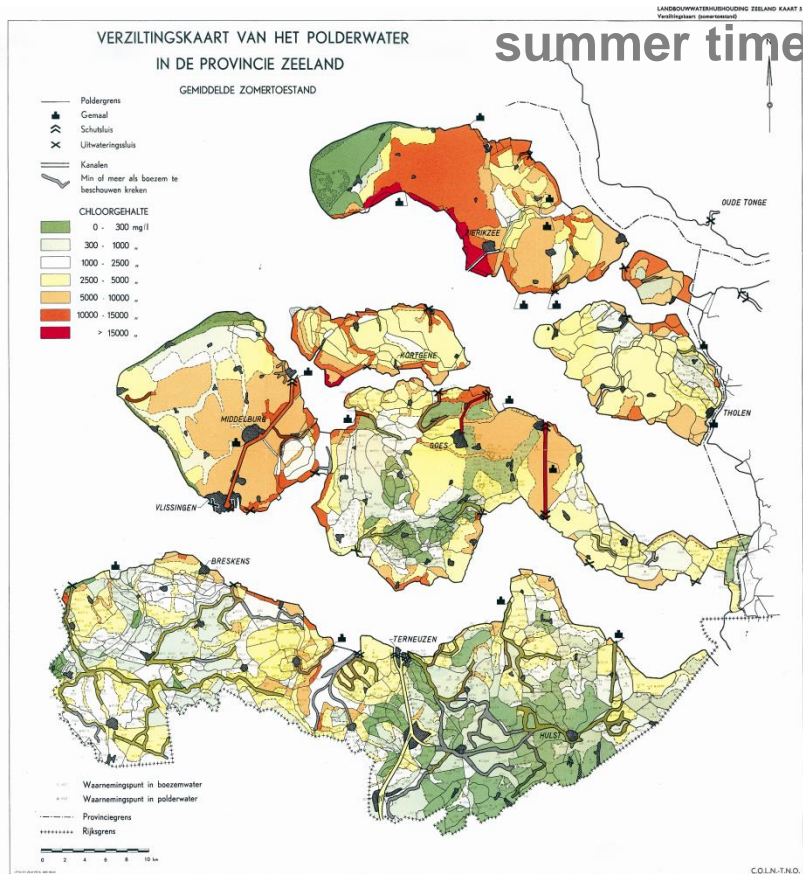 LANDBOUWWATERHUISHOUDING ZEELAND KAART 5
Verziltingskaart (zomertoestand)
summer time
VERZILTINGSKAART VAN HET POLDERWATER
IN DE PROVINCIE ZEELAND
GEMIDDELDE ZOMERTOESTAND
Poldergrens
Gemaal
Schutsluis
Uitwateringssluis
Kanalen
Min of meer als boezem te
beschouwen kreken
CHLOORGEHALTE
0 - 300 mg/l
300 - 1000 „
1000 - 2500 „
2500 - 5000 „
5000 - 10000 „
10000 - 15000 „
> 15000 „
OUDE TONGE
KORTGENE
MIDDELBURG
THOLEN
GOES
VLISSINGEN
BRESKENS
TERNEUZEN
HULST
Waarnemingspunt in boezemwater
Waarnemingspunt in polderwater
Provinciegrens
Rijksgrens
0 2 4 6 8 10 km
C.O.L.N.-T.N.O.